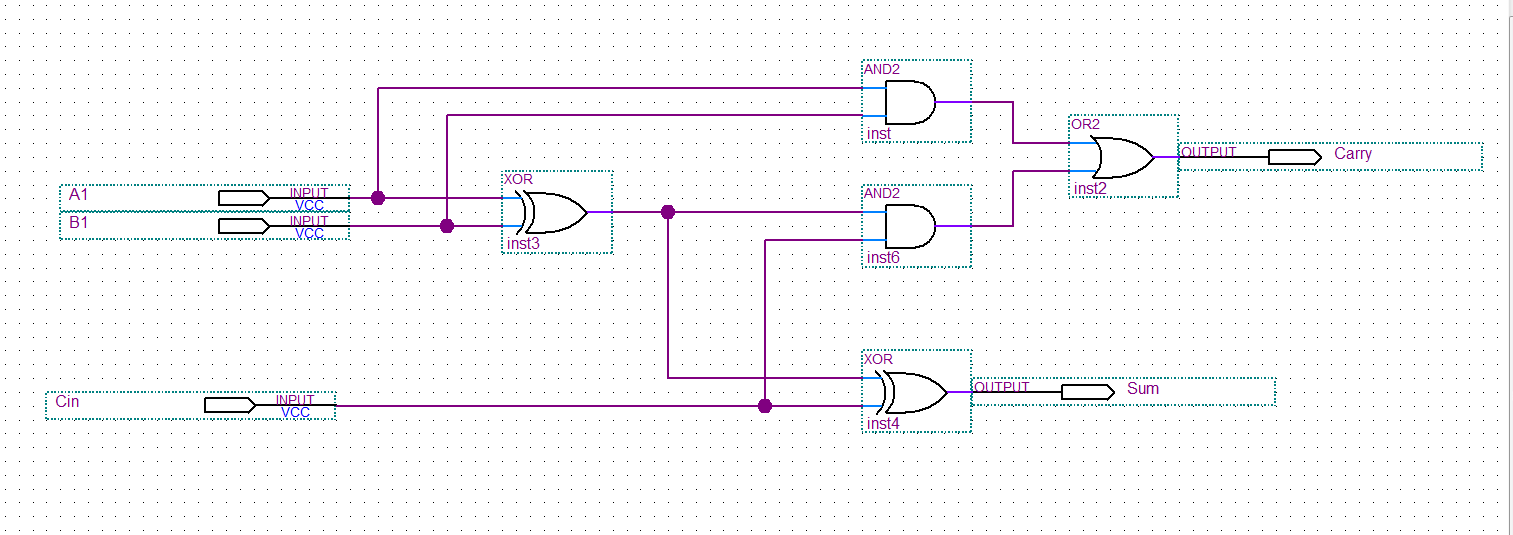 AND2
inst
OR2
OUTPUT
Carry
inst2
XOR
AND2
A1
INPUT
VCC
B1
INPUT
VCC
inst3
inst6
XOR
OUTPUT
Sum
Cin
INPUT
VCC
inst4